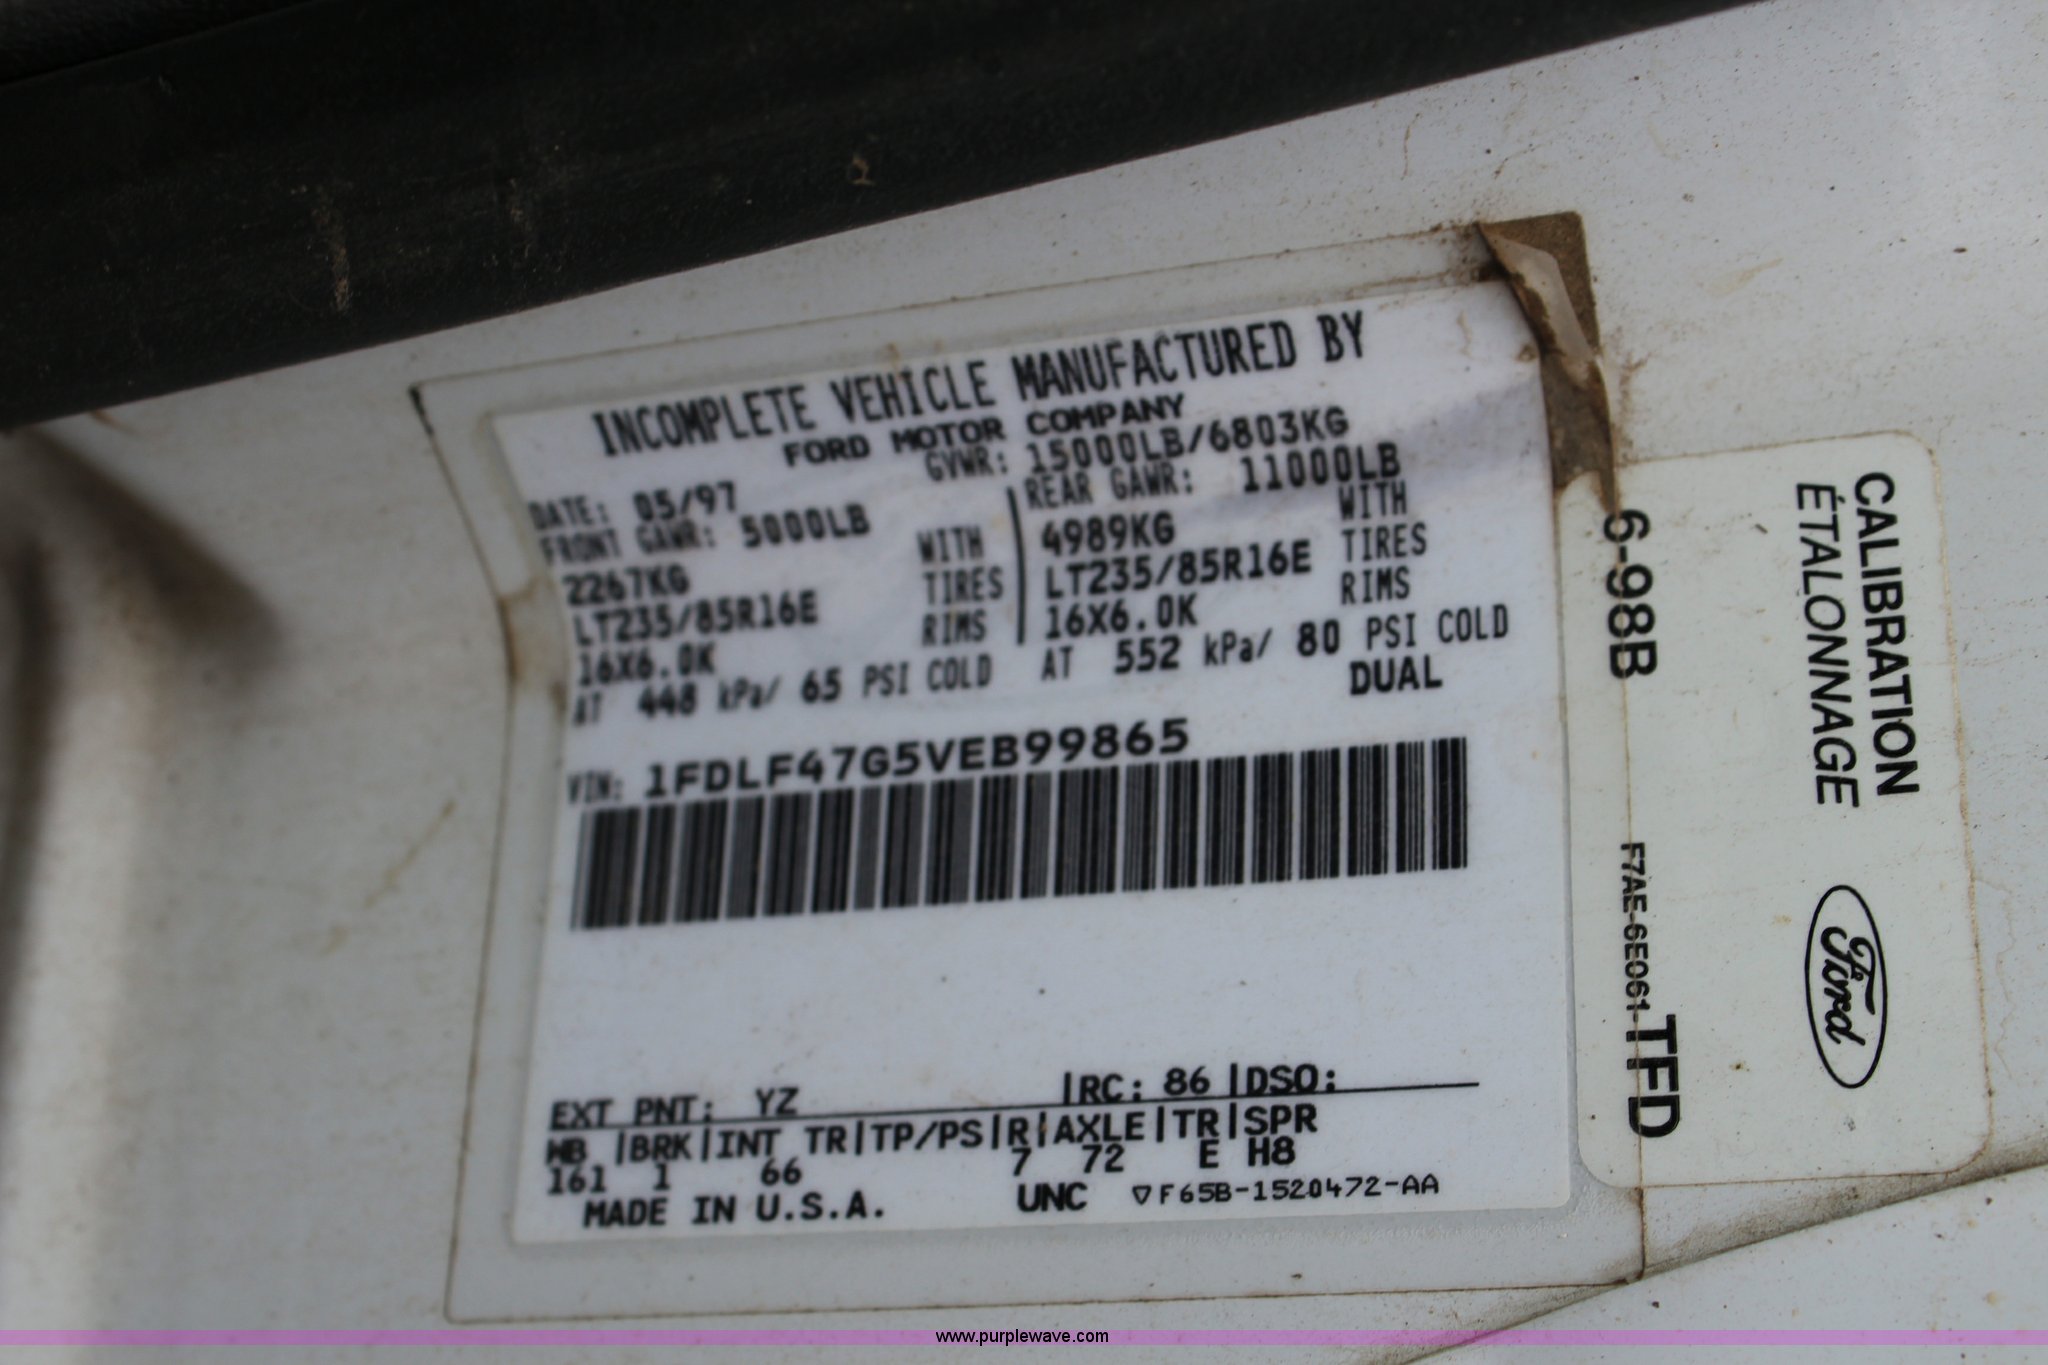 INCOMPLETE VEHICLE MANUFACTURED BY
FORD MOTOR COMPANY
GVWR: 15000LB/6803KG
DATE: 05/97
FRONT GAWR: 5000LB
2267KG WITH
LT235/85R16E TIRES
16X6.0K RIMS
AT 448 kPa/ 65 PSI COLD
REAR GAWR: 11000LB
4989KG WITH
LT235/85R16E TIRES
16X6.0K RIMS
AT 552 kPa/ 80 PSI COLD
DUAL
VIN: 1FDLF47G5VEB99865
EXT PNT: YZ |RC: 86 |DSO:
WB |BRK|INT TR|TP/PS|R|AXLE|TR|SPR
161 1 66 7 72 E H8
MADE IN U.S.A. UNC ▽F65B-1520472-AA
CALIBRATION
ÉTALONNAGE
Ford
6-98B
F7AE-6E061-TFD
www.purplewave.com